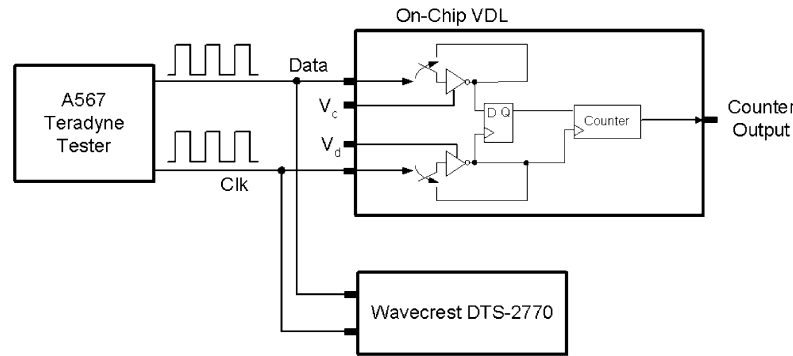 On-Chip VDL
A567
Teradyne
Tester
Data
Vc
Vd
Clk
D Q
Counter
Counter
Output
Wavecrest DTS-2770